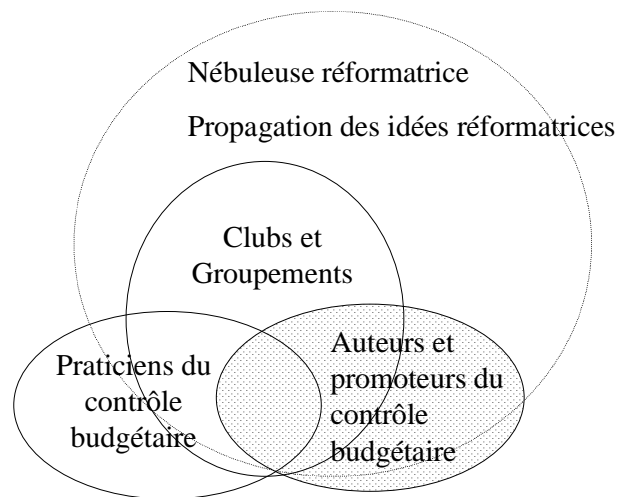 Nébuleuse réformatrice
Propagation des idées réformatrices
Clubs et
Groupements
Praticiens du
contrôle
budgétaire
Auteurs et
promoteurs du
contrôle
budgétaire